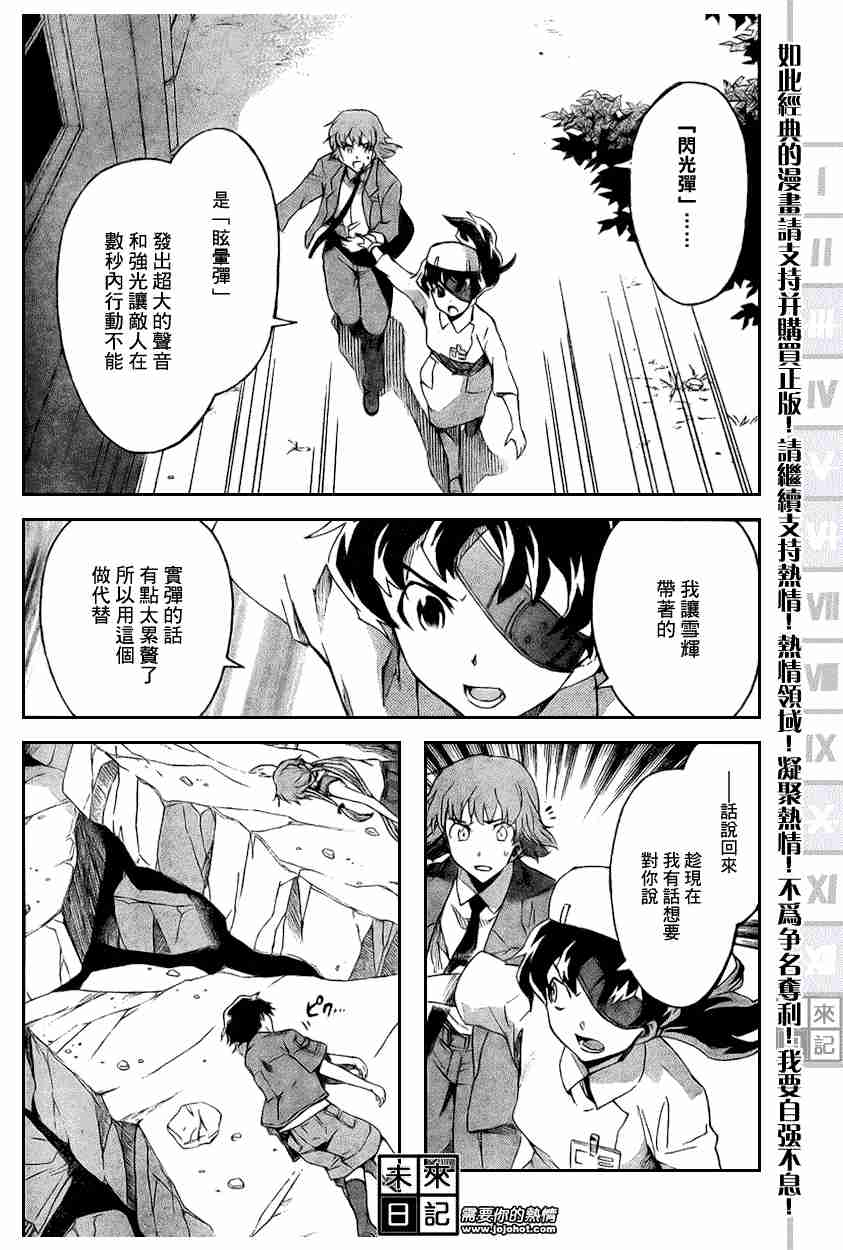 『閃光彈』……
是「眩暈彈」
發出超大的聲音
和強光讓敵人在
數秒內行動不能
我讓雪輝
帶著的
實彈的話
有點太累贅了
所以用這個
做代替
──話說回來
趁現在
我有話想要
對你說
ピク…
如此經典的漫畫請支持并購買正版！請繼續支持熱情！熱情領域！凝聚熱情！不爲争名奪利！我要自强不息！
I
II
III
IV
V
VI
VII
VIII
IX
X
XI
XII
來
記
未來
日記
需要你的熱情
www.jojohot.com